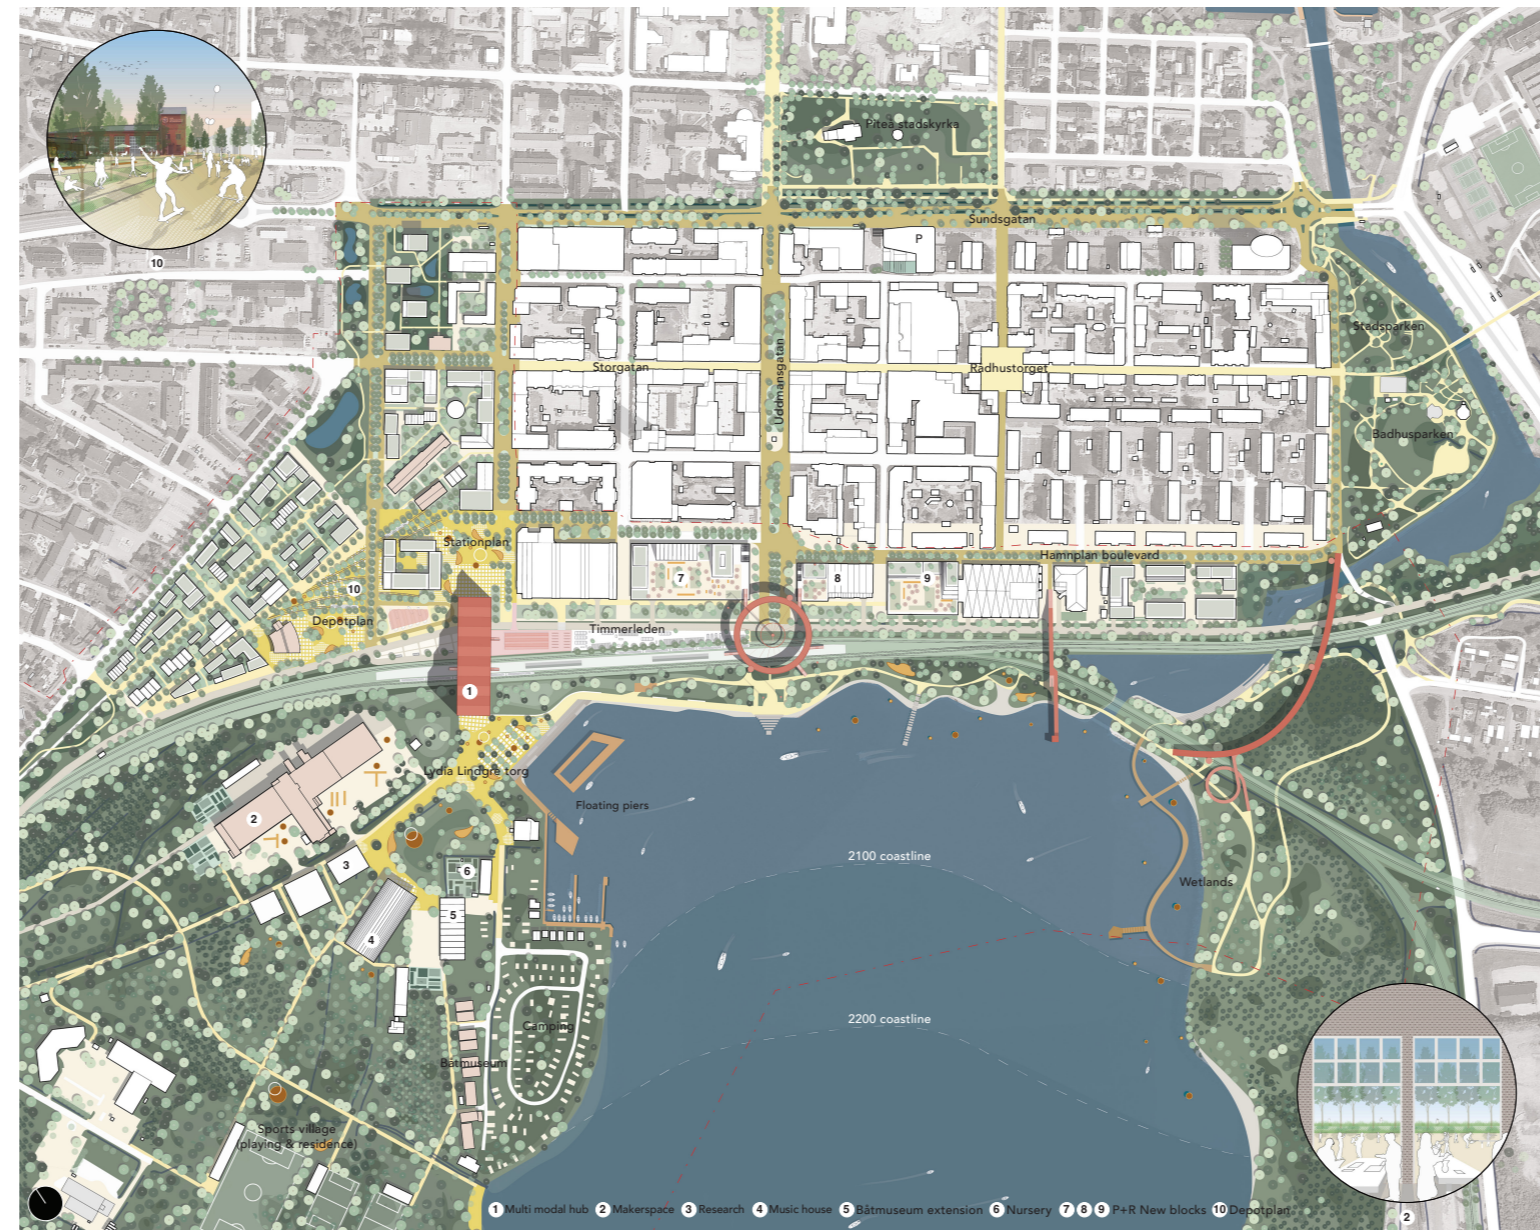 Piteå stadskyrka
Sundsgatan
P
10
Stadsparken
Uddmansgatan
Storgatan
Rådhustorget
Badhusparken
Stationplan
Hamnplan boulevard
7
8
9
10
Depotplan
Timmerleden
1
Lydia Lindgre torg
Floating piers
2
3
2100 coastline
6
Wetlands
5
4
2200 coastline
Camping
Båtmuseum
Sports village
(playing & residence)
1 Multi modal hub 2 Makerspace 3 Research 4 Music house 5 Båtmuseum extension 6 Nursery 7 8 9 P+R New blocks 10 Depotplan
2